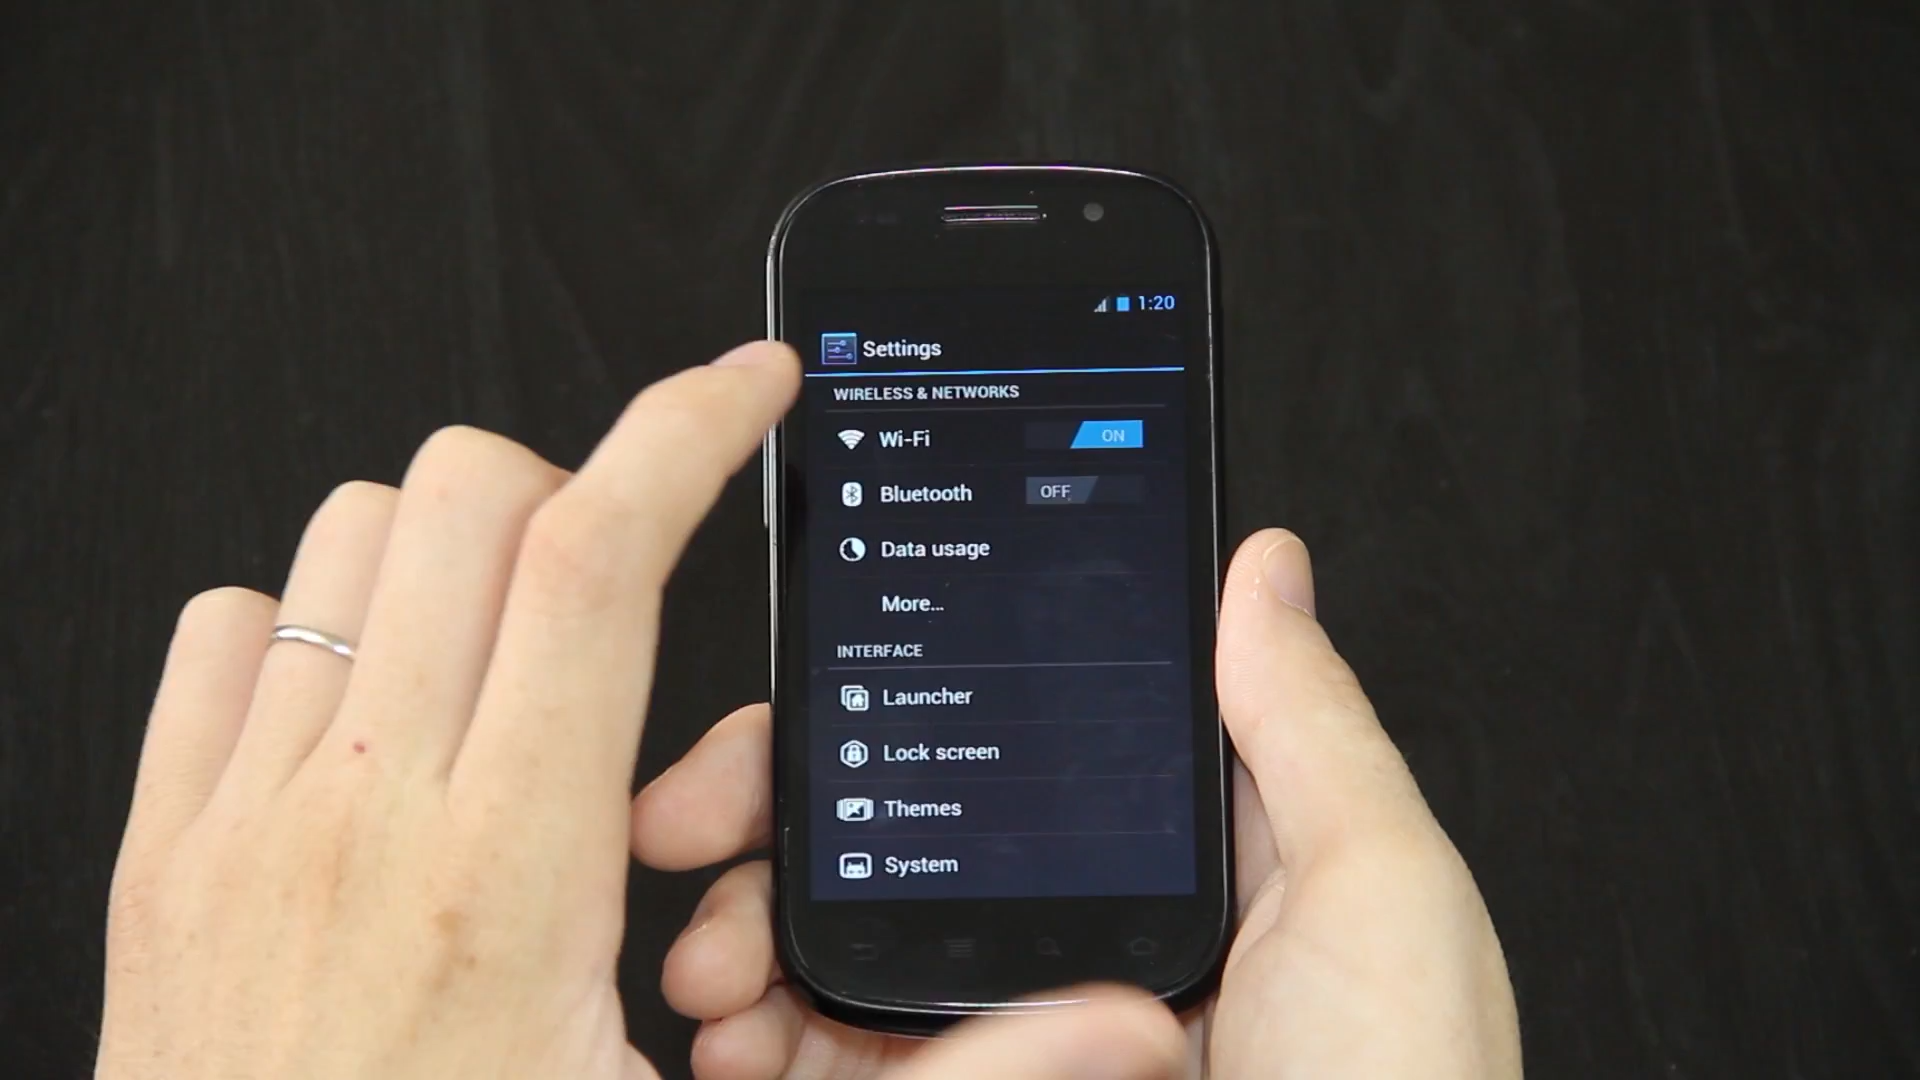 1:20
Settings
WIRELESS & NETWORKS
Wi-Fi ON
Bluetooth OFF
Data usage
More...
INTERFACE
Launcher
Lock screen
Themes
System